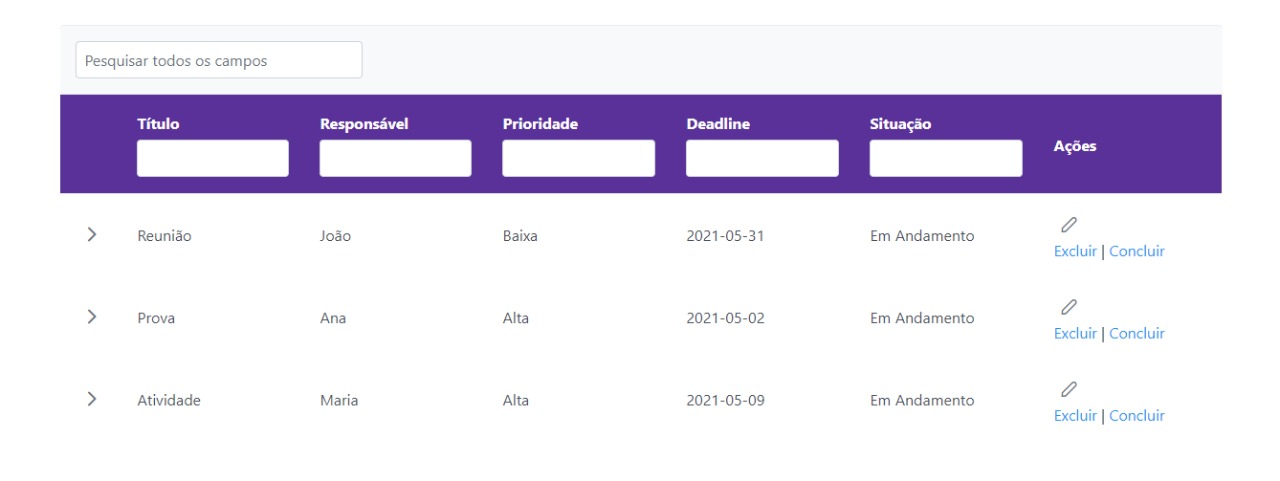 Pesquisar todos os campos
Título Responsável Prioridade Deadline Situação Ações
Reunião João Baixa 2021-05-31 Em Andamento Excluir | Concluir
Prova Ana Alta 2021-05-02 Em Andamento Excluir | Concluir
Atividade Maria Alta 2021-05-09 Em Andamento Excluir | Concluir